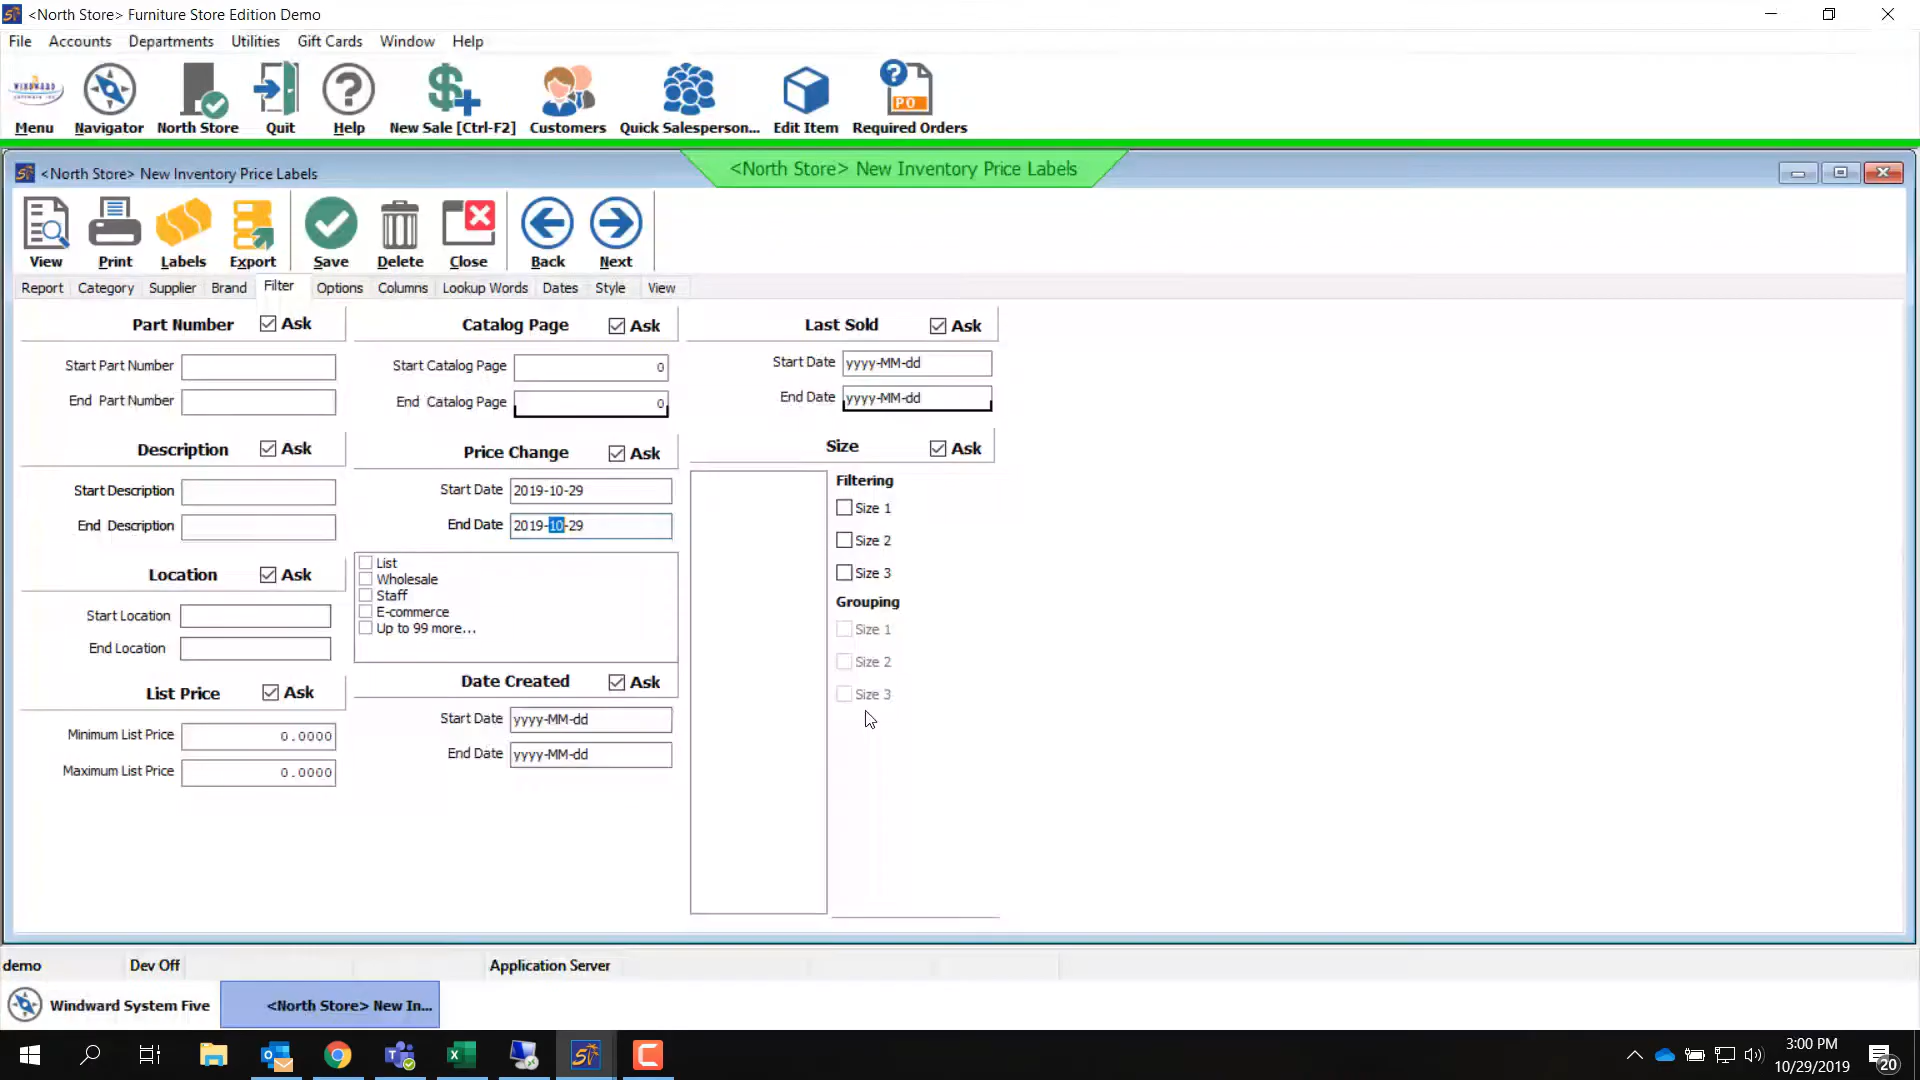 <North Store> Furniture Store Edition Demo
File Accounts Departments Utilities Gift Cards Window Help
WINDWARD
PO
Menu Navigator North Store Quit Help New Sale [Ctrl-F2] Customers Quick Salesperson... Edit Item Required Orders
<North Store> New Inventory Price Labels
<North Store> New Inventory Price Labels
View Print Labels Export Save Delete Close Back Next
Report Category Supplier Brand Filter Options Columns Lookup Words Dates Style View
Part Number Ask
Start Part Number
End Part Number
Description Ask
Start Description
End Description
Location Ask
Start Location
End Location
List Price Ask
Minimum List Price 0.0000
Maximum List Price 0.0000
Catalog Page Ask
Start Catalog Page 0
End Catalog Page 0
Price Change Ask
Start Date 2019-10-29
End Date 2019-10-29
List
Wholesale
Staff
E-commerce
Up to 99 more...
Date Created Ask
Start Date yyyy-MM-dd
End Date yyyy-MM-dd
Last Sold Ask
Start Date yyyy-MM-dd
End Date yyyy-MM-dd
Size Ask
Filtering
Size 1
Size 2
Size 3
Grouping
Size 1
Size 2
Size 3
demo Dev Off Application Server
Windward System Five <North Store> New In...
3:00 PM
10/29/2019
20